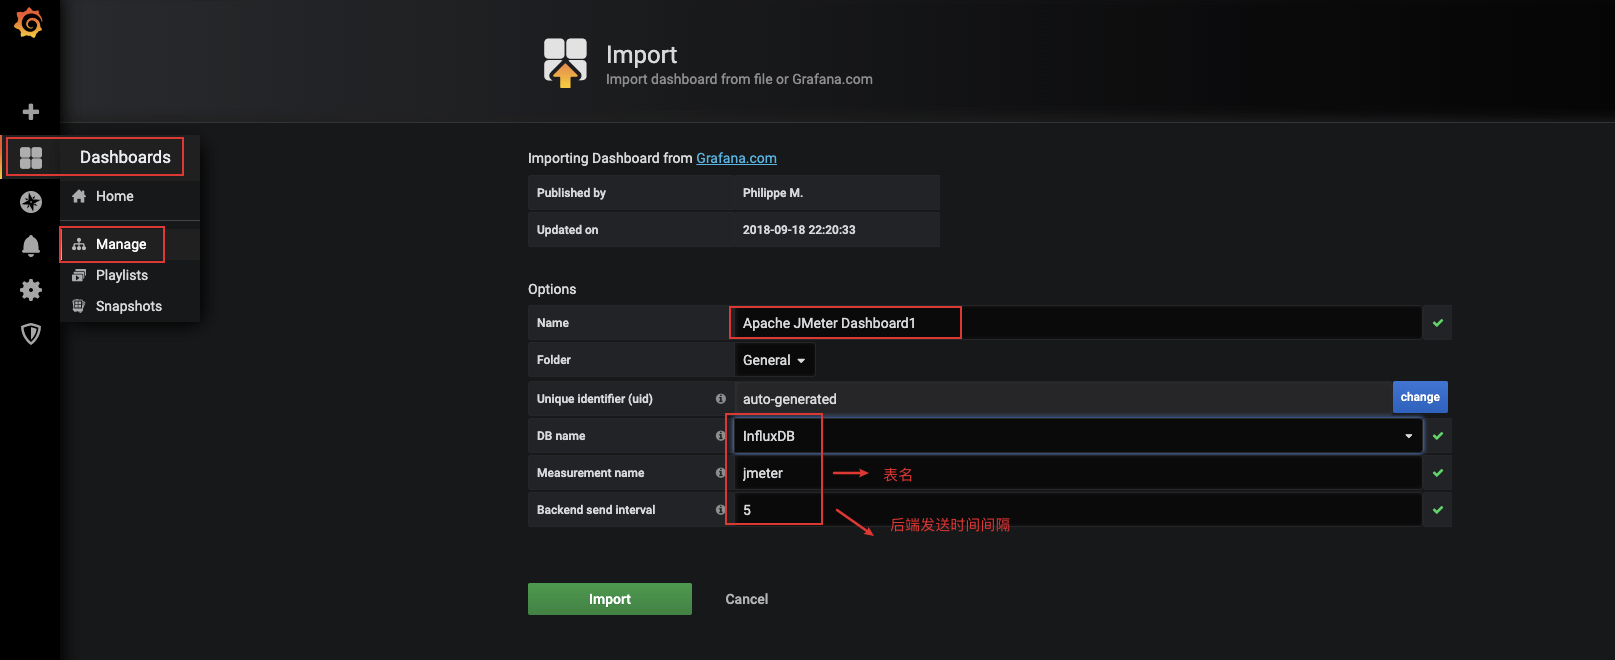 Import
Import dashboard from file or Grafana.com
Dashboards
Home
Manage
Playlists
Snapshots
Importing Dashboard from Grafana.com
Published by Philippe M.
Updated on 2018-09-18 22:20:33
Options
Name Apache JMeter Dashboard1
Folder General
Unique identifier (uid) auto-generated change
DB name InfluxDB
Measurement name jmeter 表名
Backend send interval 5 后端发送时间间隔
Import Cancel